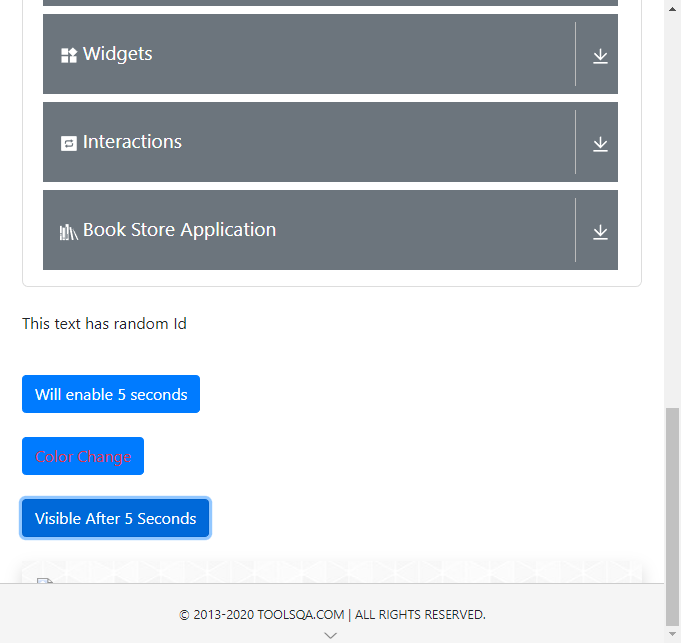 Widgets
Interactions
Book Store Application
This text has random Id
Will enable 5 seconds
Color Change
Visible After 5 Seconds
© 2013-2020 TOOLSQA.COM | ALL RIGHTS RESERVED.